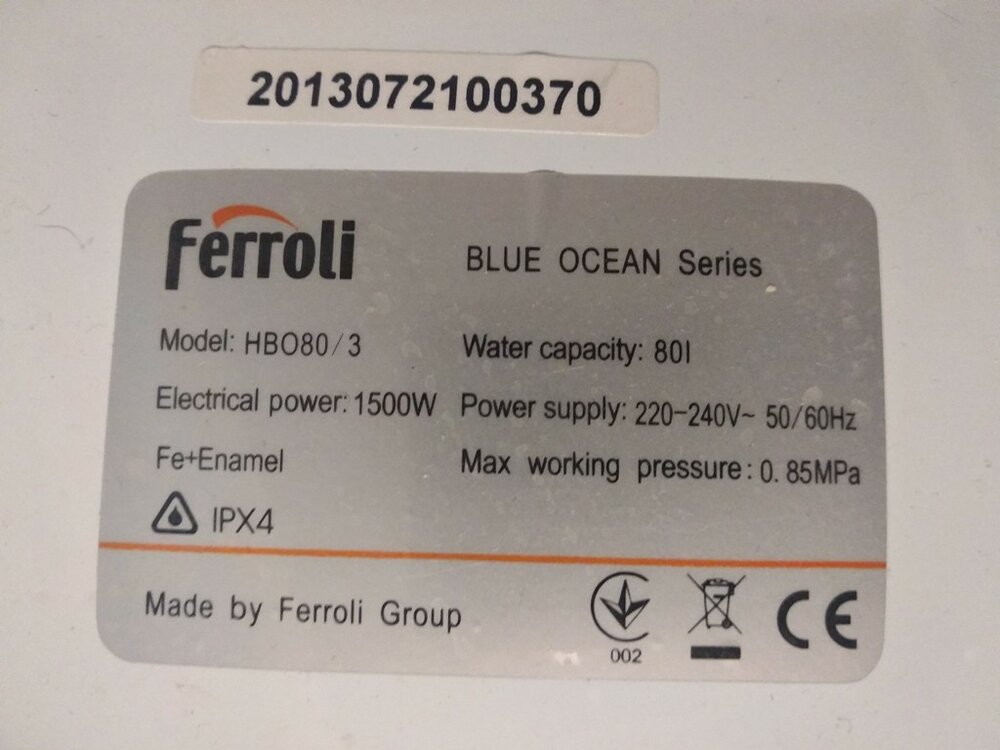 2013072100370
Ferroli
BLUE OCEAN Series
Model: HBO80/3
Water capacity: 80l
Electrical power: 1500W
Power supply: 220-240V~ 50/60Hz
Fe+Enamel
Max working pressure: 0.85MPa
IPX4
Made by Ferroli Group
002
CE